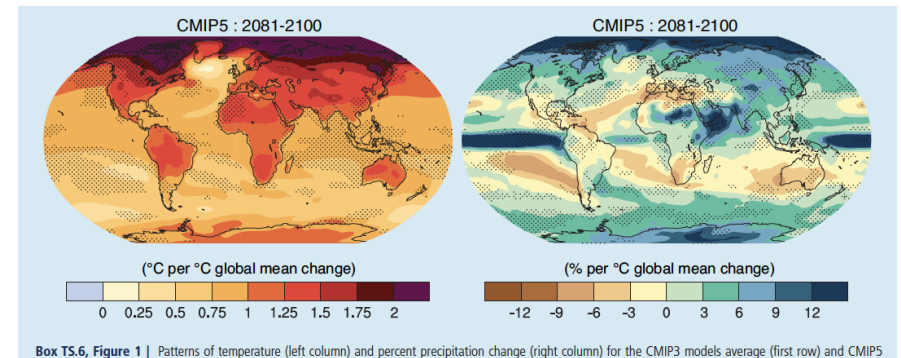 CMIP5 : 2081-2100
CMIP5 : 2081-2100
(°C per °C global mean change)
(% per °C global mean change)
0 0.25 0.5 0.75 1 1.25 1.5 1.75 2
-12 -9 -6 -3 0 3 6 9 12
Box TS.6, Figure 1 | Patterns of temperature (left column) and percent precipitation change (right column) for the CMIP3 models average (first row) and CMIP5